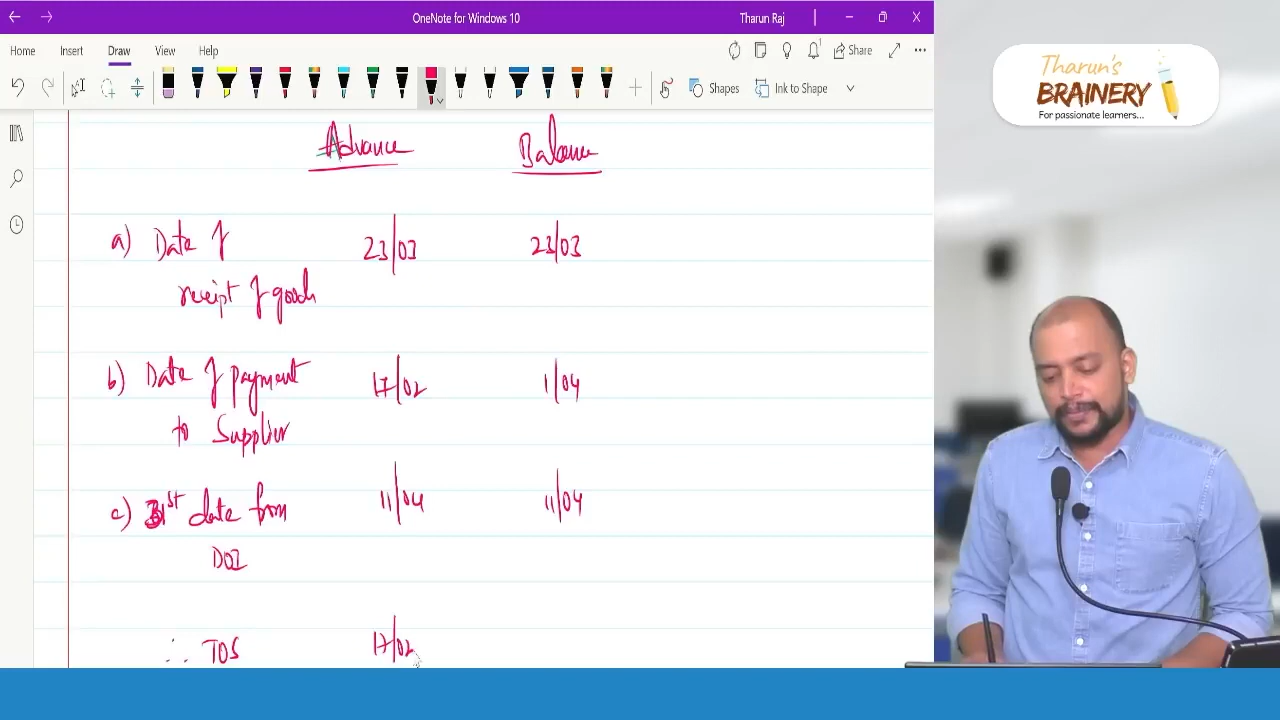 OneNote for Windows 10
Tharun Raj
Home Insert Draw View Help
Share
Shapes
Ink to Shape
Tharun's
BRAINERY
For passionate learners...
Advance Balance
a) Date of 23/03 23/03
receipt of goods
b) Date of payment 17/02 1/04
to Supplier
c) 31st date from 11/04 11/04
DOI
∴ TOS 17/02